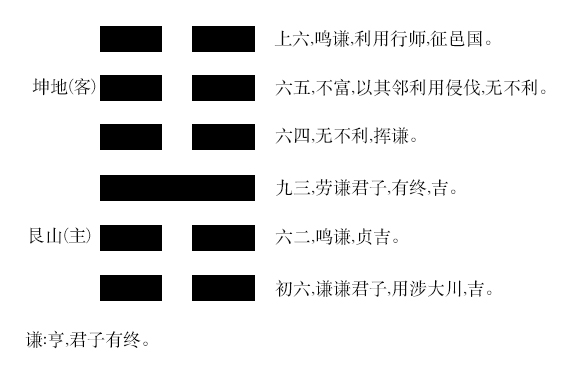 上六,鸣谦,利用行师,征邑国。
坤地(客)
六五,不富,以其邻利用侵伐,无不利。
六四,无不利,挥谦。
九三,劳谦君子,有终,吉。
艮山(主)
六二,鸣谦,贞吉。
初六,谦谦君子,用涉大川,吉。
谦:亨,君子有终。